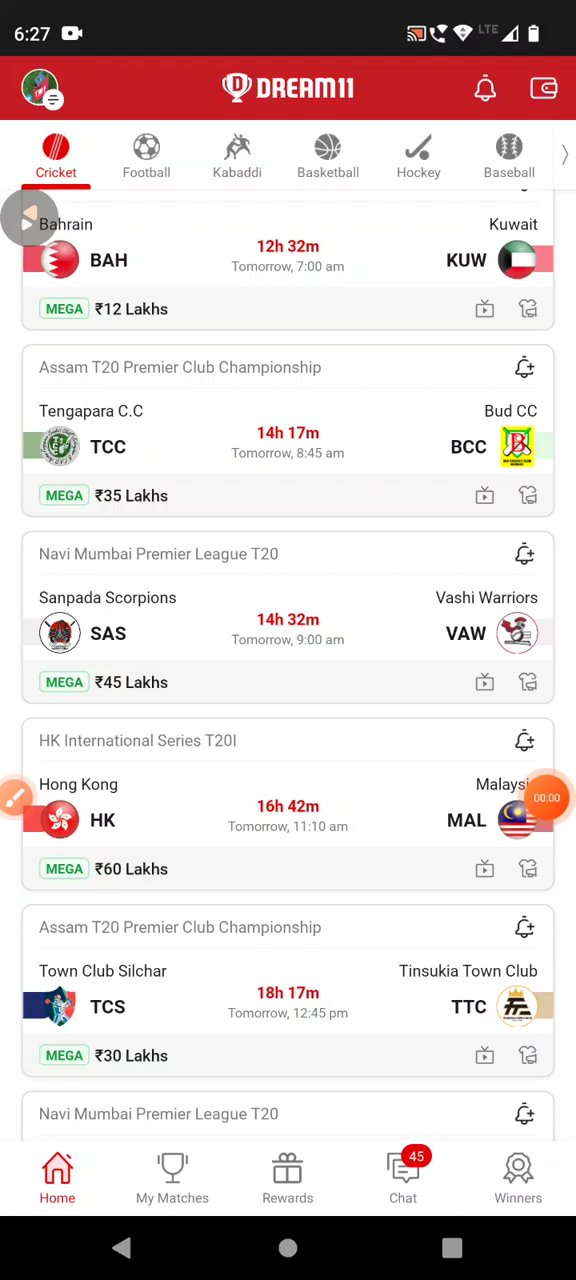 6:27
LTE
DREAM11
Cricket
Football
Kabaddi
Basketball
Hockey
Baseball
Bahrain
Kuwait
BAH
12h 32m
Tomorrow, 7:00 am
KUW
MEGA ₹12 Lakhs
Assam T20 Premier Club Championship
Tengapara C.C
Bud CC
TCC
14h 17m
Tomorrow, 8:45 am
BCC
MEGA ₹35 Lakhs
Navi Mumbai Premier League T20
Sanpada Scorpions
Vashi Warriors
SAS
14h 32m
Tomorrow, 9:00 am
VAW
MEGA ₹45 Lakhs
HK International Series T20I
Hong Kong
Malaysi
HK
16h 42m
Tomorrow, 11:10 am
MAL
00:00
MEGA ₹60 Lakhs
Assam T20 Premier Club Championship
Town Club Silchar
Tinsukia Town Club
TCS
18h 17m
Tomorrow, 12:45 pm
TTC
MEGA ₹30 Lakhs
Navi Mumbai Premier League T20
45
Home
My Matches
Rewards
Chat
Winners